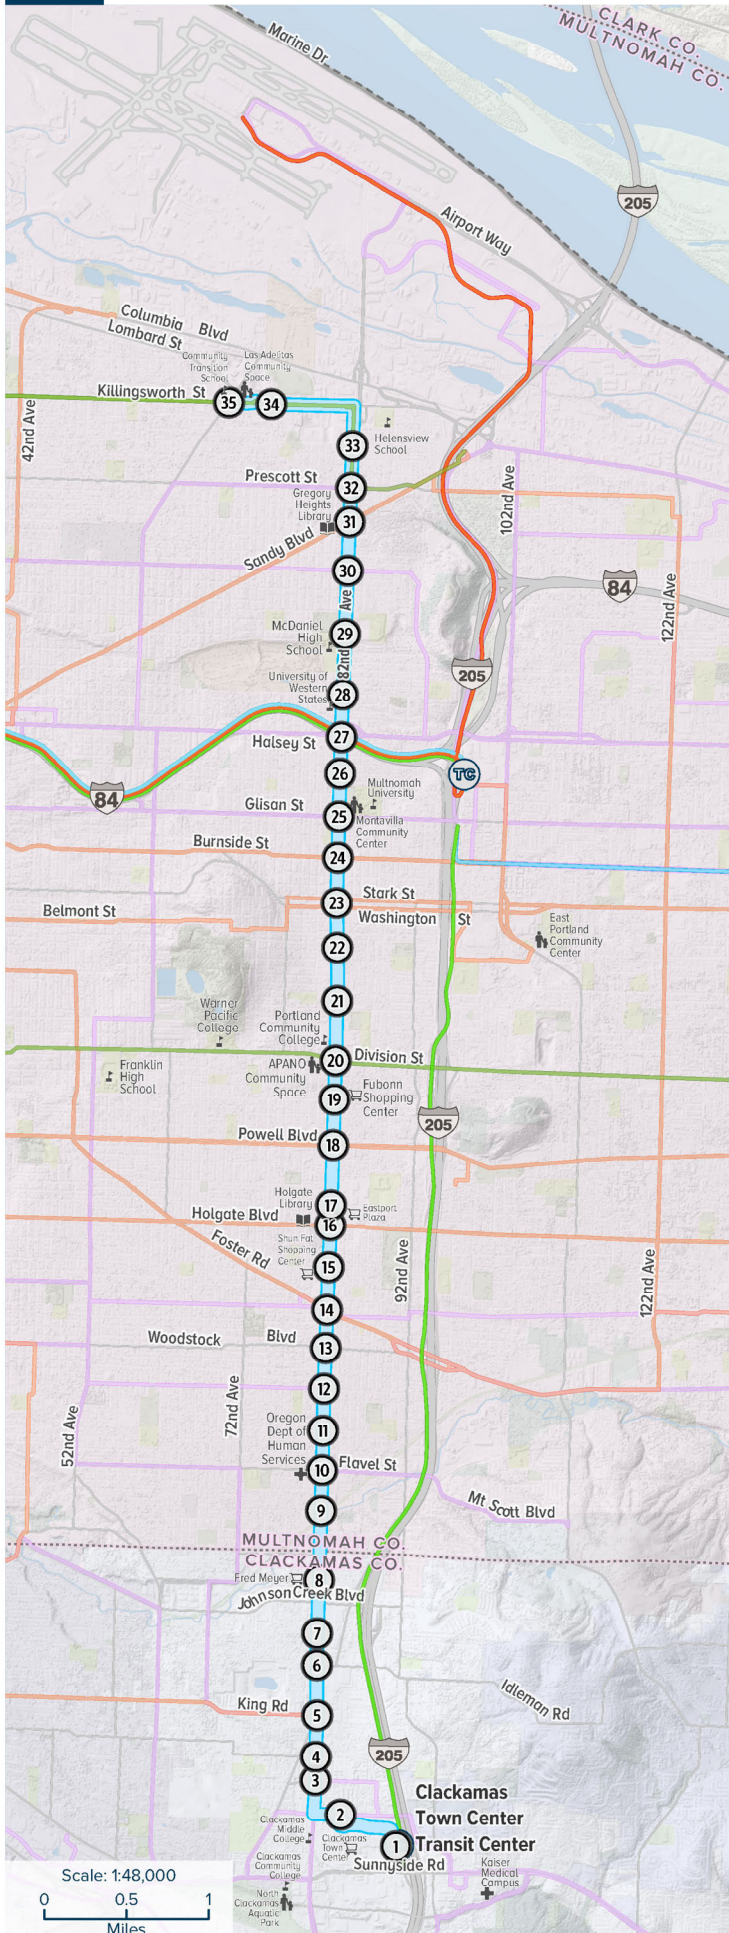 CLARK CO.
MULTNOMAH CO.
Marine Dr
205
Airport Way
Columbia Blvd
Lombard St
Community
Transition
School
Las Adelitas
Community
Space
Killingsworth St
35
34
42nd Ave
33
Helensview
School
Prescott St
32
Gregory
Heights
Library
31
102nd Ave
Sandy Blvd
30
84
122nd Ave
Ave
McDaniel
High
School
29
82nd
205
University of
Western
States
28
27
Halsey St
26
TC
84
Multnomah
University
Glisan St
25
Montavilla
Community
Center
Burnside St
24
Stark St
23
Belmont St
Washington St
22
East
Portland
Community
Center
Warner
Pacific
College
21
Portland
Community
College
20
Division St
APANO
Community
Space
Franklin
High
School
19
Fubonn
Shopping
Center
205
Powell Blvd
18
Holgate
Library
17
Eastport
Plaza
Holgate Blvd
16
Shun Fat
Shopping
Center
Foster Rd
15
92nd Ave
122nd Ave
14
Woodstock Blvd
13
12
72nd Ave
52nd Ave
Oregon
Dept of
Human
Services
11
10
Flavel St
9
Mt Scott Blvd
MULTNOMAH CO.
CLACKAMAS CO.
Fred Meyer
8
Johnson Creek Blvd
7
6
Idleman Rd
King Rd
5
205
4
3
Clackamas
Town Center
Transit Center
2
1
Clackamas
Middle
College
Clackamas
Town
Center
Sunnyside Rd
Clackamas
Community
College
Kaiser
Medical
Campus
North
Clackamas
Aquatic
Park
Scale: 1:48,000
0 0.5 1
Miles